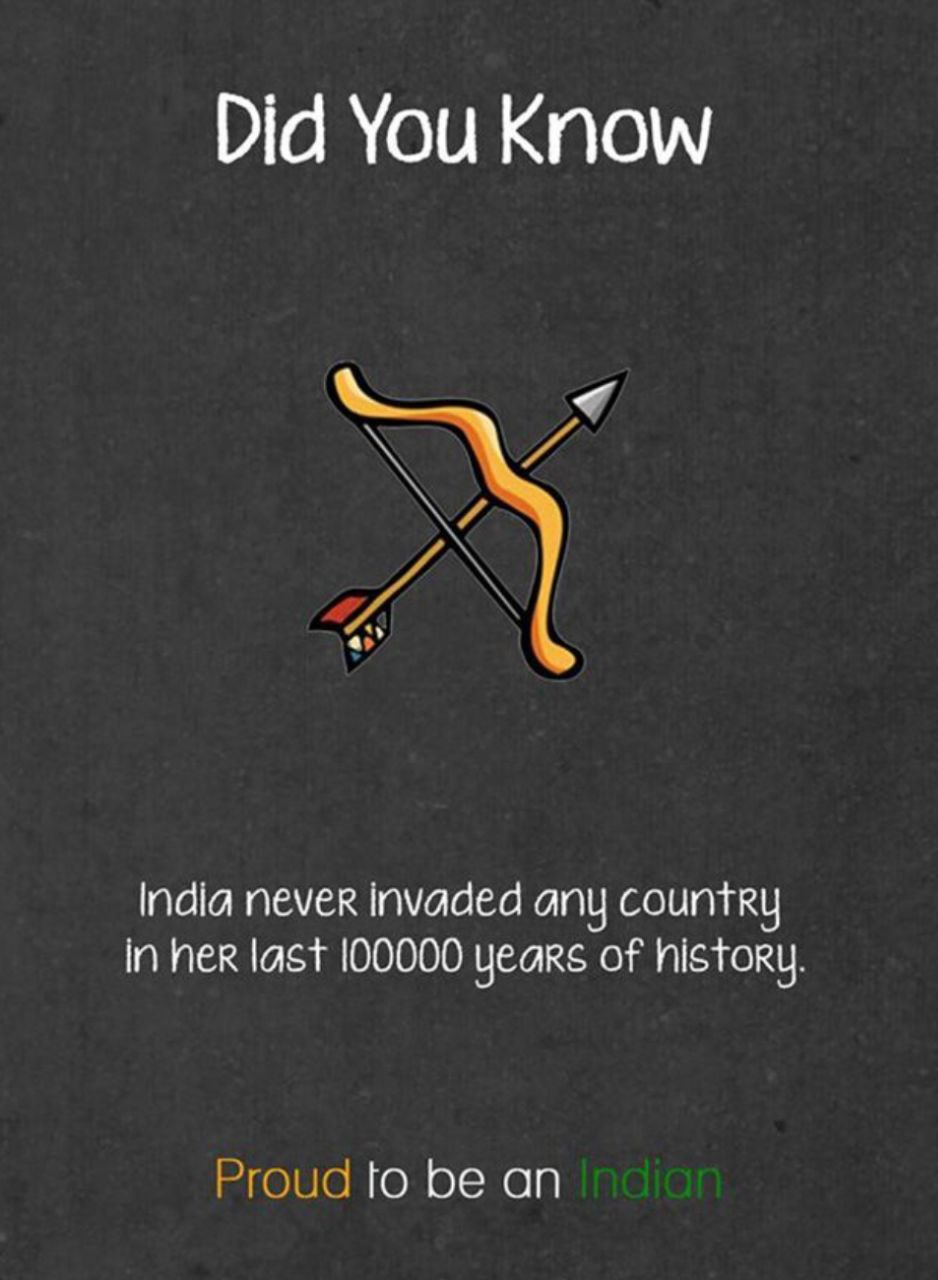 Did You Know
India never invaded any country
in her last 100000 years of history.
Proud to be an Indian